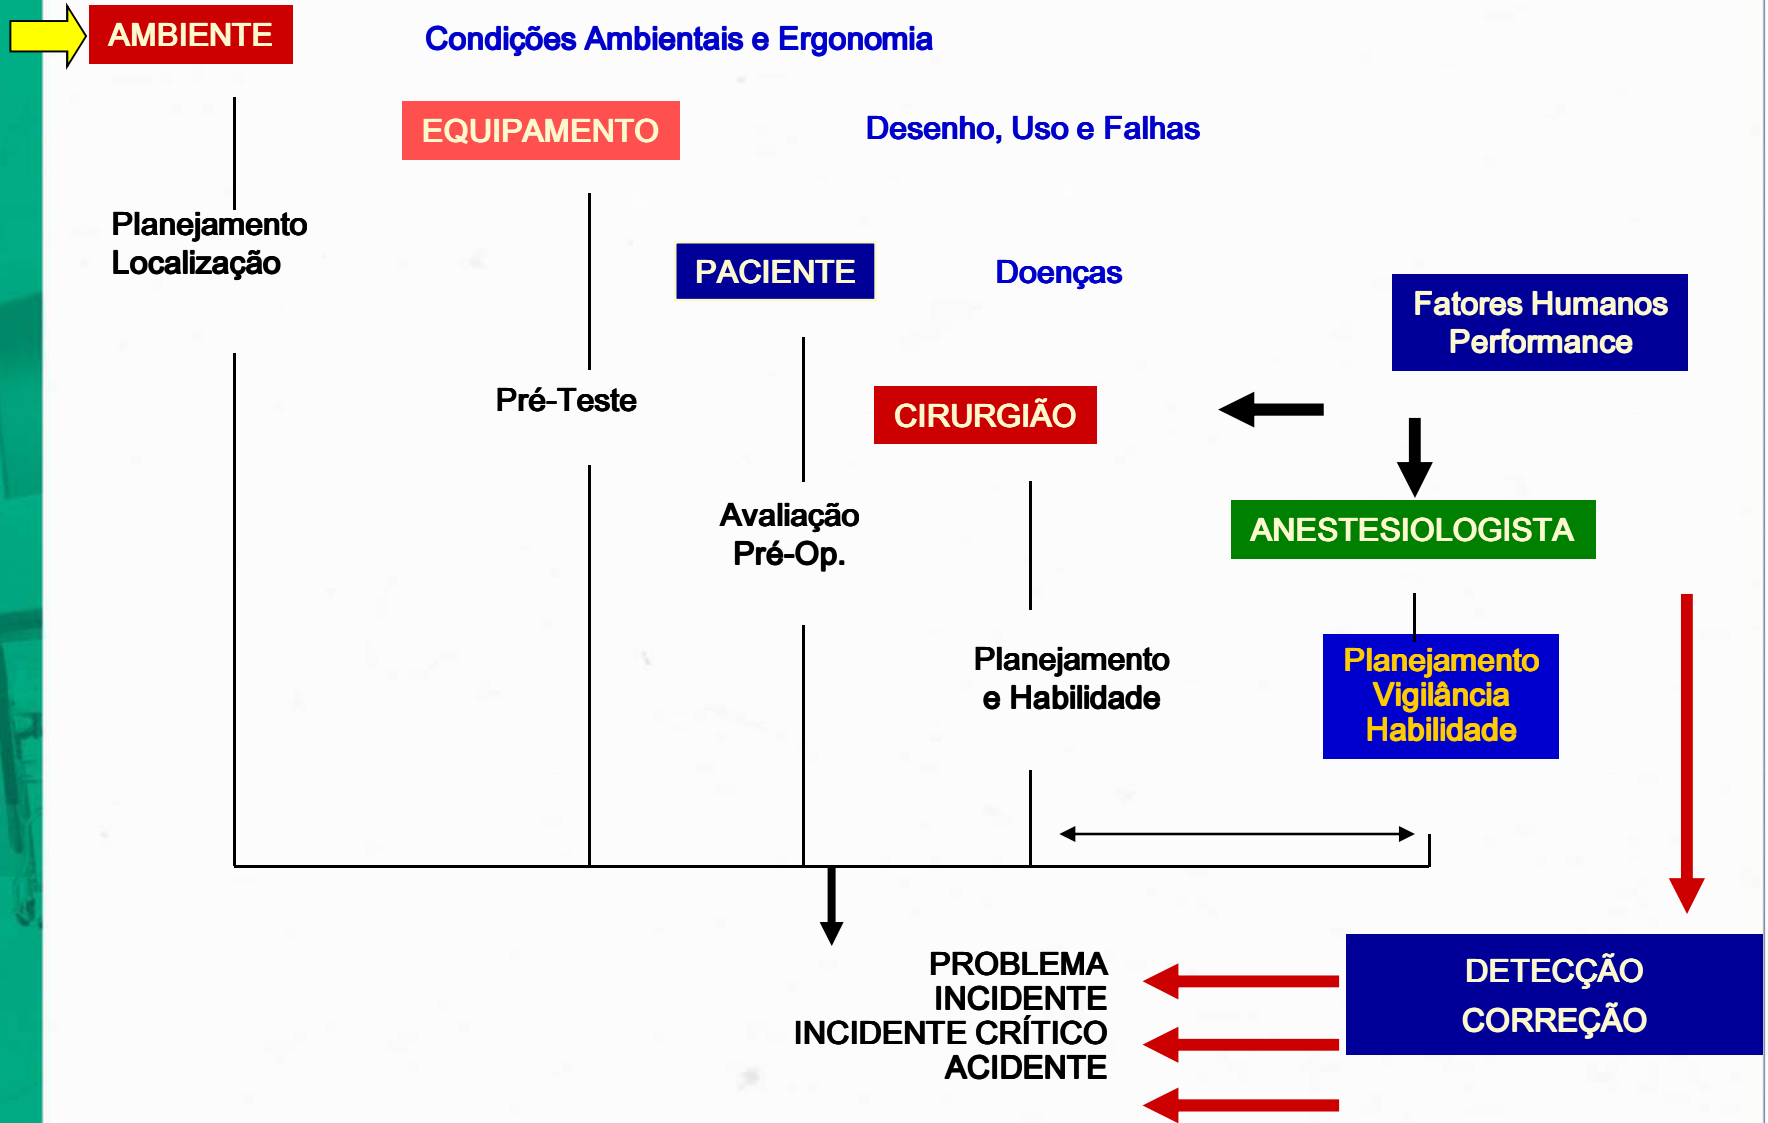 AMBIENTE
Condições Ambientais e Ergonomia
EQUIPAMENTO
Desenho, Uso e Falhas
Planejamento
Localização
PACIENTE
Doenças
Fatores Humanos
Performance
Pré-Teste
CIRURGIÃO
Avaliação
Pré-Op.
ANESTESIOLOGISTA
Planejamento
e Habilidade
Planejamento
Vigilância
Habilidade
PROBLEMA
INCIDENTE
INCIDENTE CRÍTICO
ACIDENTE
DETECÇÃO
CORREÇÃO